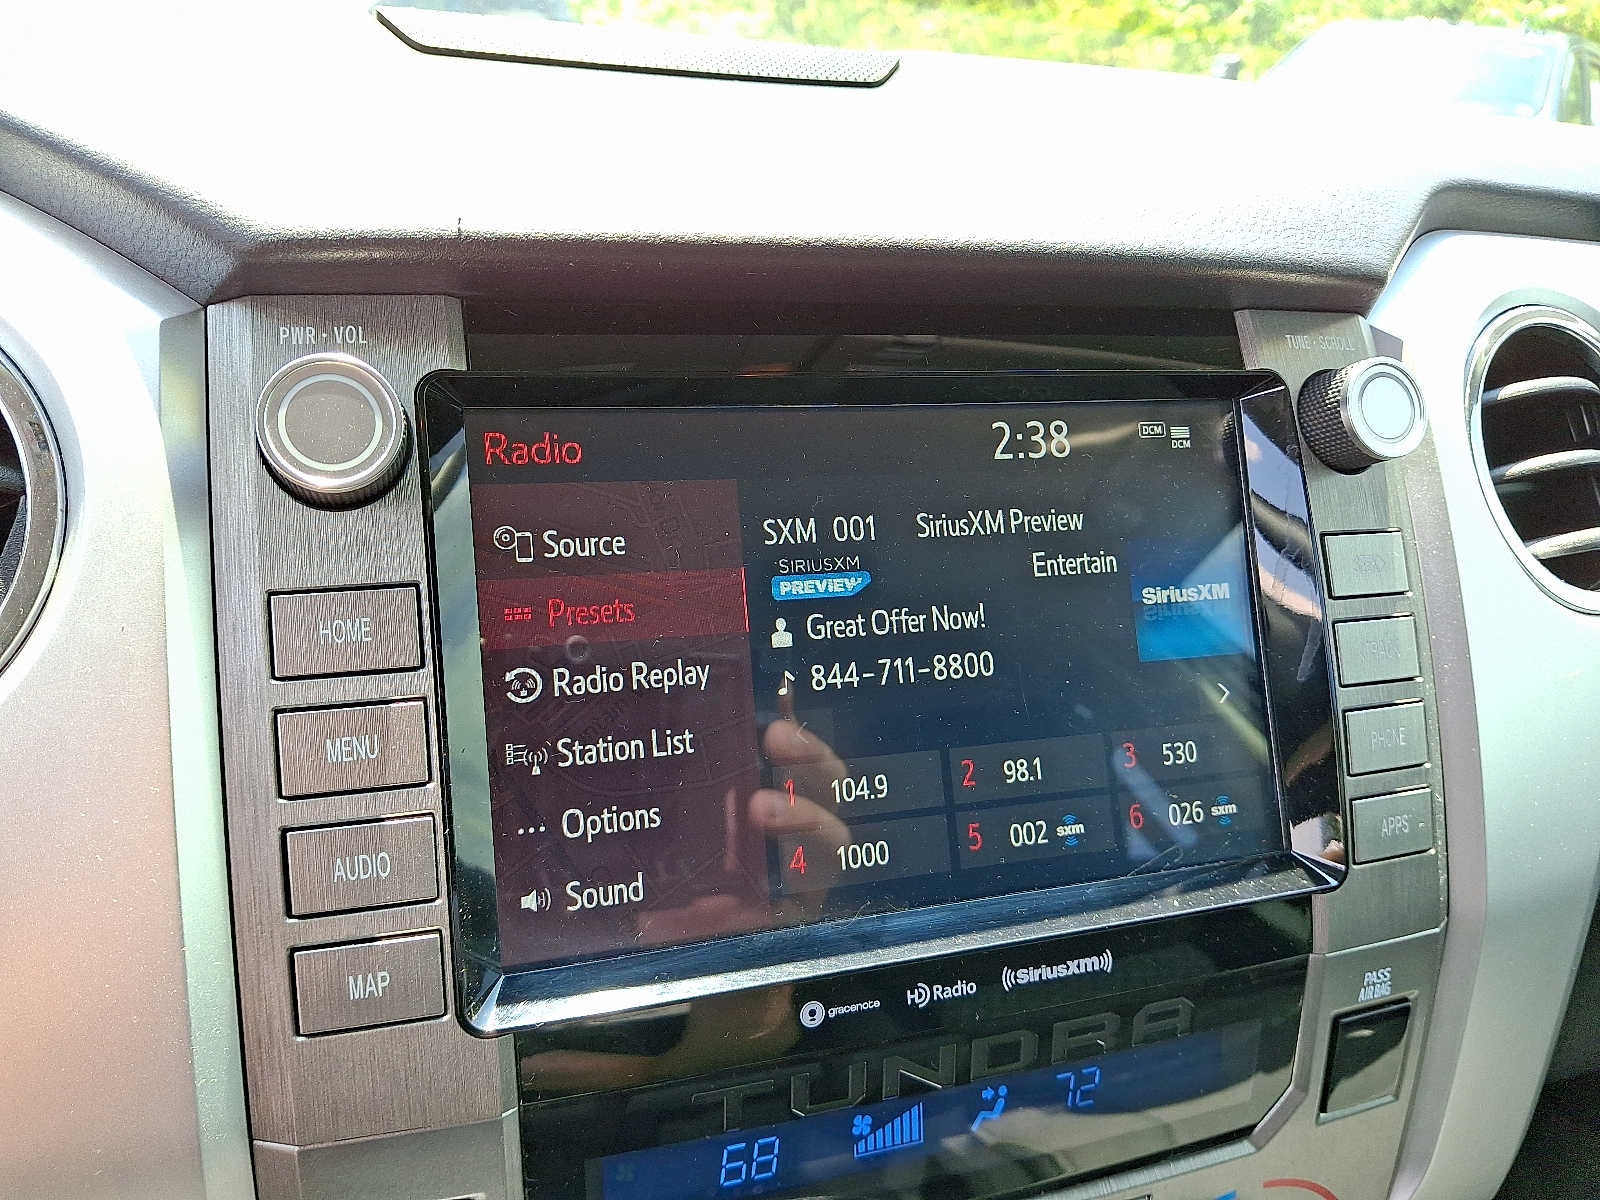 PWR • VOL
TUNE • SCROLL
Radio
2:38
DCM
DCM
Source
Presets
Radio Replay
Station List
Options
Sound
SXM 001 SiriusXM Preview
Entertain
SIRIUSXM
PREVIEW
SiriusXM
Great Offer Now!
844-711-8800
1 104.9
2 98.1
3 530
4 1000
5 002 sxm
6 026 sxm
HOME
MENU
AUDIO
MAP
PHONE
APPS
gracenote
HD Radio
SiriusXM
PASS
AIR BAG
TUNDRA
68
72